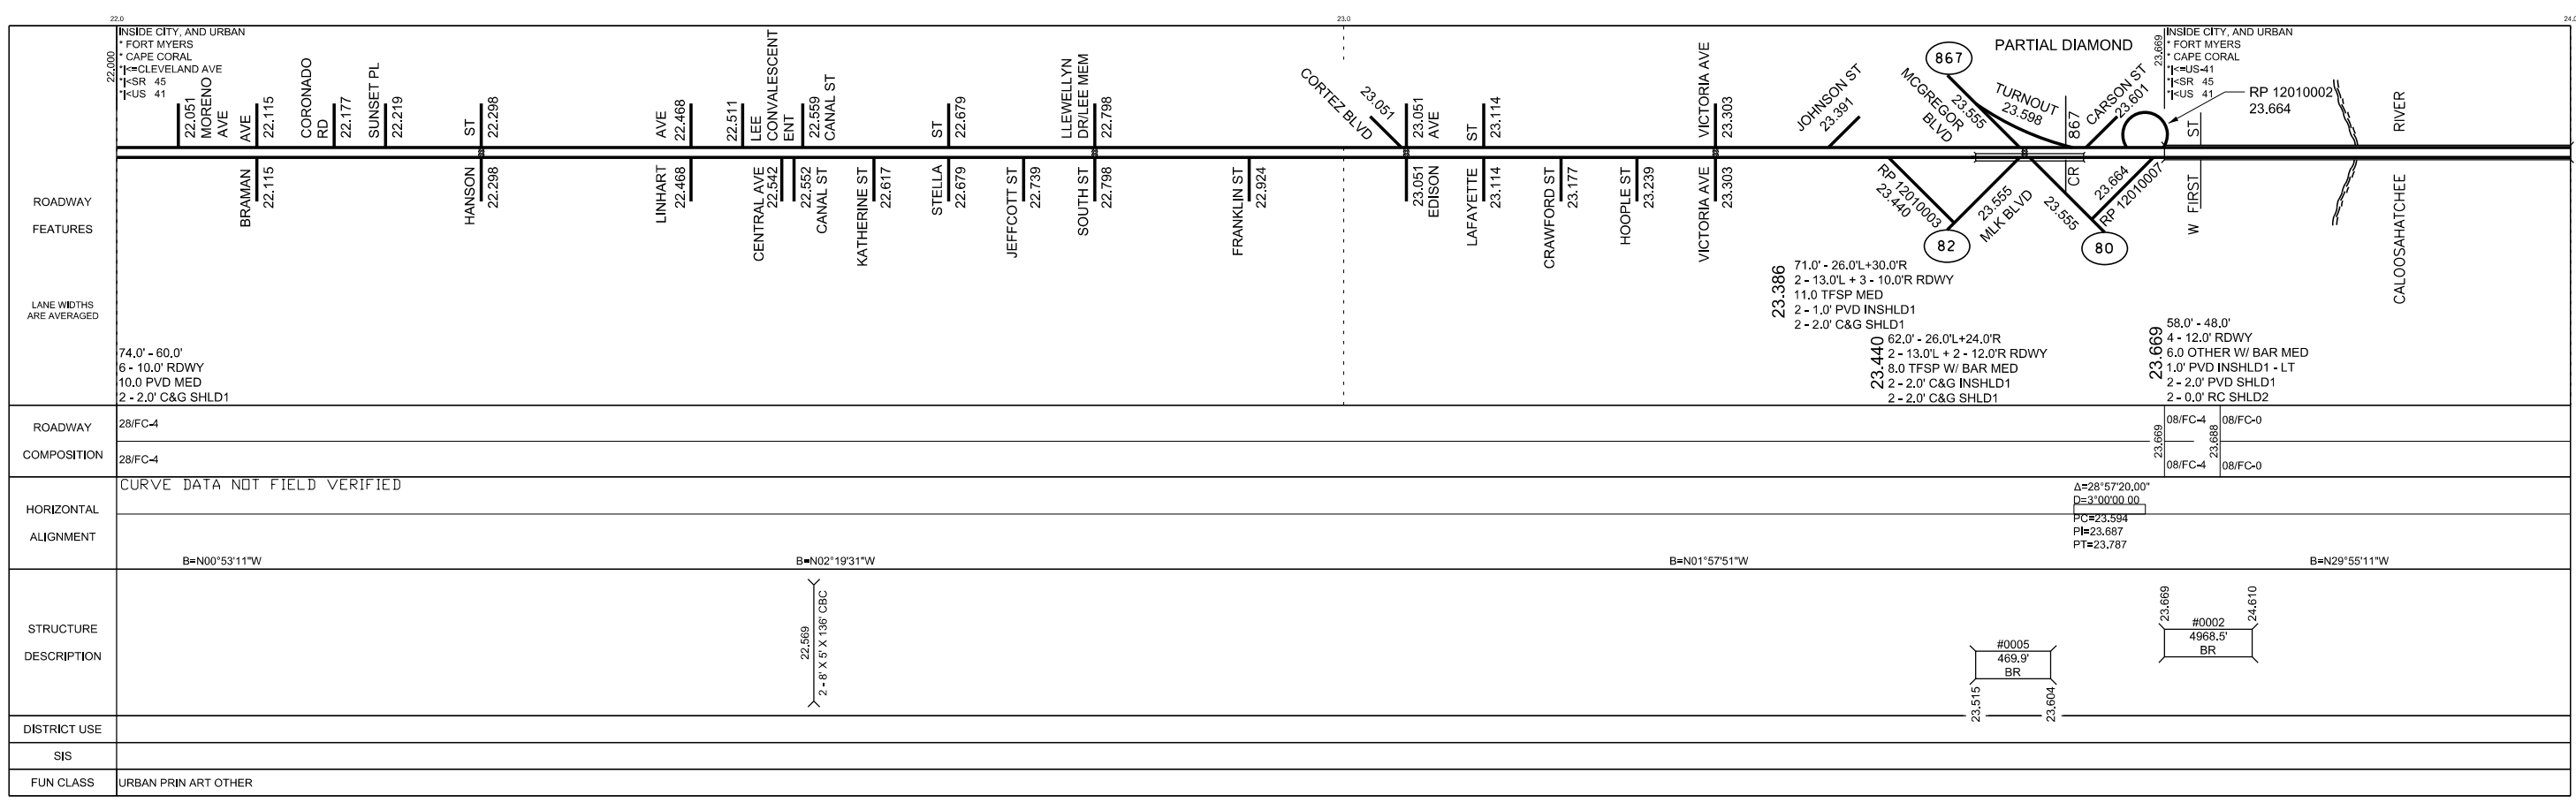 22.0
23.0
24.0
ROADWAY
FEATURES
LANE WIDTHS
ARE AVERAGED
22.000
INSIDE CITY, AND URBAN
* FORT MYERS
* CAPE CORAL
*|<=CLEVELAND AVE
*|<SR 45
*|<US 41
22.051
MORENO
AVE
AVE
22.115
CORONADO
RD
22.177
SUNSET PL
22.219
ST
22.298
AVE
22.468
22.511
LEE
CONVALESCENT
ENT
22.559
CANAL ST
ST
22.679
LLEWELLYN
DR/LEE MEM
22.798
CORTEZ BLVD
23.051
23.051
AVE
ST
23.114
VICTORIA AVE
23.303
JOHNSON ST
23.391
867
MCGREGOR
BLVD
23.555
PARTIAL DIAMOND
TURNOUT
23.598
867
CARSON ST
23.601
23.669
INSIDE CITY, AND URBAN
* FORT MYERS
* CAPE CORAL
*|<=US-41
*|<SR 45
*|<US 41
RP 12010002
23.664
ST
RIVER
BRAMAN
22.115
HANSON
22.298
LINHART
22.468
CENTRAL AVE
22.542
22.552
CANAL ST
KATHERINE ST
22.617
STELLA
22.679
JEFFCOTT ST
22.739
SOUTH ST
22.798
FRANKLIN ST
22.924
23.051
EDISON
LAFAYETTE
23.114
CRAWFORD ST
23.177
HOOPLE ST
23.239
VICTORIA AVE
23.303
RP 12010003
23.440
82
23.555
MLK BLVD
CR
23.555
80
23.664
RP 12010007
W FIRST
CALOOSAHATCHEE
74.0' - 60.0'
6 - 10.0' RDWY
10.0 PVD MED
2 - 2.0' C&G SHLD1
23.386
71.0' - 26.0'L+30.0'R
2 - 13.0'L + 3 - 10.0'R RDWY
11.0 TFSP MED
2 - 1.0' PVD INSHLD1
2 - 2.0' C&G SHLD1
23.440
62.0' - 26.0'L+24.0'R
2 - 13.0'L + 2 - 12.0'R RDWY
8.0 TFSP W/ BAR MED
2 - 2.0' C&G INSHLD1
2 - 2.0' C&G SHLD1
23.669
58.0' - 48.0'
4 - 12.0' RDWY
6.0 OTHER W/ BAR MED
1.0' PVD INSHLD1 - LT
2 - 2.0' PVD SHLD1
2 - 0.0' RC SHLD2
ROADWAY
COMPOSITION
28/FC-4
28/FC-4
23.669
08/FC-4
08/FC-4
23.688
08/FC-0
08/FC-0
HORIZONTAL
ALIGNMENT
CURVE DATA NOT FIELD VERIFIED
Δ=28°57'20.00"
D=3°00'00 00
PC=23.594
PI=23.687
PT=23.787
B=N00°53'11"W
B=N02°19'31"W
B=N01°57'51"W
B=N29°55'11"W
STRUCTURE
DESCRIPTION
22.569
2 - 8' X 5' X 136' CBC
#0005
469.9'
BR
23.515
23.604
23.669
24.610
#0002
4968.5'
BR
DISTRICT USE
SIS
FUN CLASS
URBAN PRIN ART OTHER